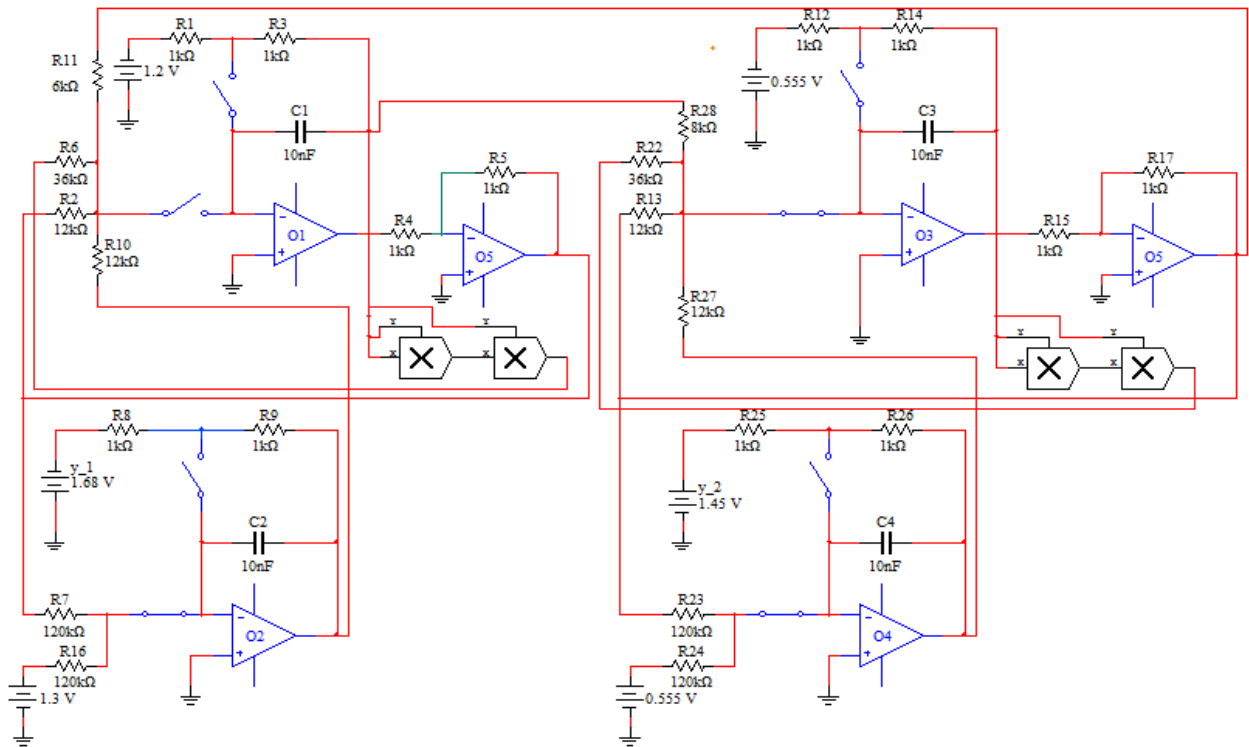 R1
1kΩ
R3
1kΩ
R12
1kΩ
R14
1kΩ
R11
6kΩ
1.2 V
0.555 V
C1
10nF
R28
8kΩ
C3
10nF
R6
36kΩ
R5
1kΩ
R22
36kΩ
R17
1kΩ
R2
12kΩ
R4
1kΩ
R13
12kΩ
R15
1kΩ
R10
12kΩ
−
+
O1
−
+
O5
−
+
O3
−
+
O5
R27
12kΩ
Y
X
Y
X
Y
X
Y
X
R8
1kΩ
R9
1kΩ
R25
1kΩ
R26
1kΩ
y_1
1.68 V
y_2
1.45 V
C2
10nF
C4
10nF
R7
120kΩ
−
+
O2
R23
120kΩ
−
+
O4
R16
120kΩ
R24
120kΩ
1.3 V
0.555 V